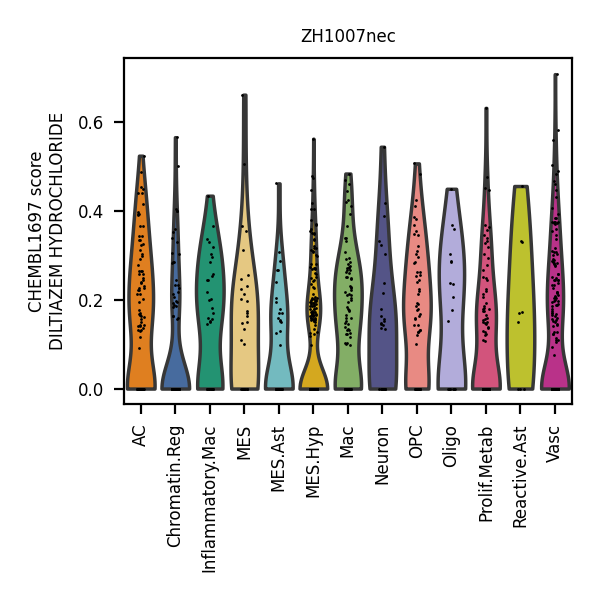 ZH1007nec
CHEMBL1697 score
DILTIAZEM HYDROCHLORIDE
0.6
0.4
0.2
0.0
AC
Chromatin.Reg
Inflammatory.Mac
MES
MES.Ast
MES.Hyp
Mac
Neuron
OPC
Oligo
Prolif.Metab
Reactive.Ast
Vasc